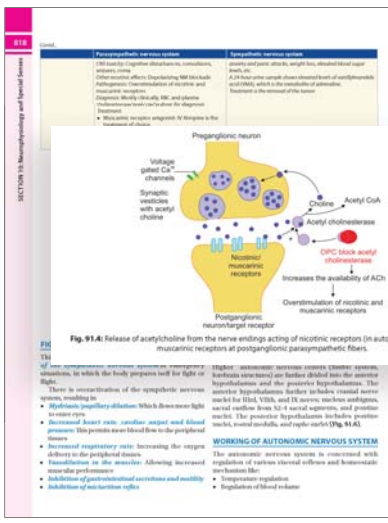 818
SECTION 10: Neurophysiology and Special Senses
Contd...
Parasympathetic nervous system
Sympathetic nervous system
CNS toxicity: Cognitive disturbances, convulsions,
seizures, coma
Other nicotinic effects: Depolarizing NM blockade
Pathogenesis: Overstimulation of nicotinic and
muscarinic receptors
Diagnosis: Mostly clinically, RBC and plasma
Treatment
• Muscarinic receptor antagonist: IV Atropine is the
treatment of choice
anxiety and panic attacks, weight loss, elevated blood sugar
levels, etc.
A 24-hour urine sample shows elevated levels of vanillylmandelic
acid (VMA), which is the metabolite of adrenaline.
Treatment is the removal of the tumor
Preganglionic neuron
Voltage
gated Ca
channels
Synaptic
vesicles
with acetyl
choline
Choline
Acetyl CoA
Acetyl cholinesterase
Nicotinic/
muscarinic
receptors
OPC block acetyl
cholinesterase
Increases the availability of ACh
Overstimulation of nicotinic and
muscarinic receptors
Postganglionic
neuron/target receptor
Fig. 91.4: Release of acetylcholine from the nerve endings acting of nicotinic receptors (in
muscarinic receptors at postganglionic parasympathetic fibers.
situations, in which the body prepares itself for fight or
flight.
There is overactivation of the sympathetic nervous
system, resulting in
• Mydriasis/pupillary dilation: Which allows more light
to enter eyes
• Increased heart rate, cardiac output and blood
pressure: This permits more blood flow to the peripheral
tissues
• Increased respiratory rate: Increasing the oxygen
delivery to the peripheral tissues
• Vasodilation in the muscles: Allowing increased
muscular performance
• Inhibition of gastrointestinal secretions and motility
• Inhibition of micturition reflex
Higher autonomic nervous centers (limbic system,
forebrain structures) are further divided into the anterior
hypothalamus and the posterior hypothalamus. The
anterior hypothalamus further includes cranial nerve
nuclei for IIIrd, VIIth, and IX nerves; nucleus ambiguus,
sacral outflow from S2-4 sacral segments, and pontine
nuclei. The posterior hypothalamus includes pontine
nuclei, rostral medulla, and raphe nuclei (Fig. 91.6).
WORKING OF AUTONOMIC NERVOUS SYSTEM
The autonomic nervous system is concerned with
regulation of various visceral reflexes and homeostatic
mechanism like:
• Temperature regulation
• Regulation of blood volume